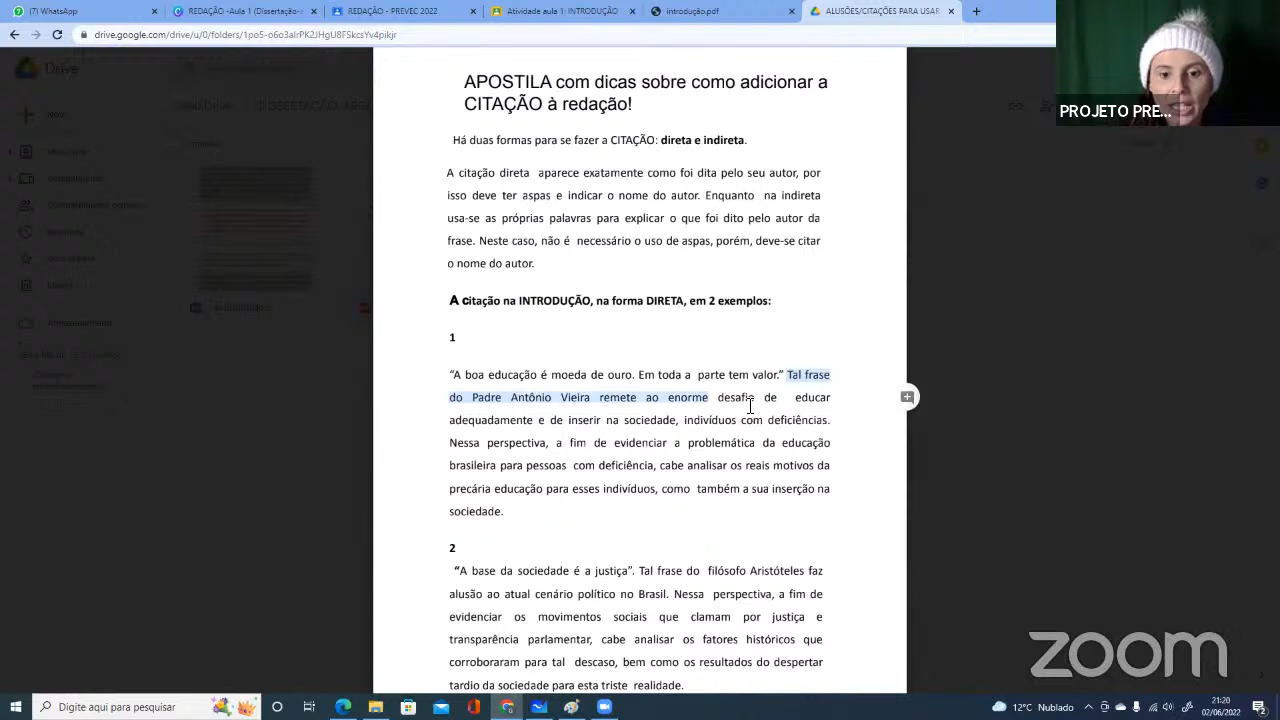 WhatsApp
REDAÇÃO -Aula 1 (Dissertação--
REDAÇÃO - PREVEC 2022
Atividade aula 1: INTRODUÇÃO
introdução.pdf
ALUSÕES/CITAÇÕES PARA USAR
drive.google.com/drive/u/0/folders/1po5-o6o3aIrPK2JHgU8FSkcsYv4pikjr
Drive
PROJETO PRE...
APOSTILA com dicas sobre como adicionar a
CITAÇÃO à redação!
Há duas formas para se fazer a CITAÇÃO: direta e indireta.
A citação direta aparece exatamente como foi dita pelo seu autor, por
isso deve ter aspas e indicar o nome do autor. Enquanto na indireta
usa-se as próprias palavras para explicar o que foi dito pelo autor da
frase. Neste caso, não é necessário o uso de aspas, porém, deve-se citar
o nome do autor.
A citação na INTRODUÇÃO, na forma DIRETA, em 2 exemplos:
1
“A boa educação é moeda de ouro. Em toda a parte tem valor.” Tal frase
do Padre Antônio Vieira remete ao enorme desafio de educar
adequadamente e de inserir na sociedade, indivíduos com deficiências.
Nessa perspectiva, a fim de evidenciar a problemática da educação
brasileira para pessoas com deficiência, cabe analisar os reais motivos da
precária educação para esses indivíduos, como também a sua inserção na
sociedade.
2
“A base da sociedade é a justiça”. Tal frase do filósofo Aristóteles faz
alusão ao atual cenário político no Brasil. Nessa perspectiva, a fim de
evidenciar os movimentos sociais que clamam por justiça e
transparência parlamentar, cabe analisar os fatores históricos que
corroboraram para tal descaso, bem como os resultados do despertar
tardio da sociedade para esta triste realidade.
zoom
Digite aqui para pesquisar
12°C Nublado
21:20
02/06/2022